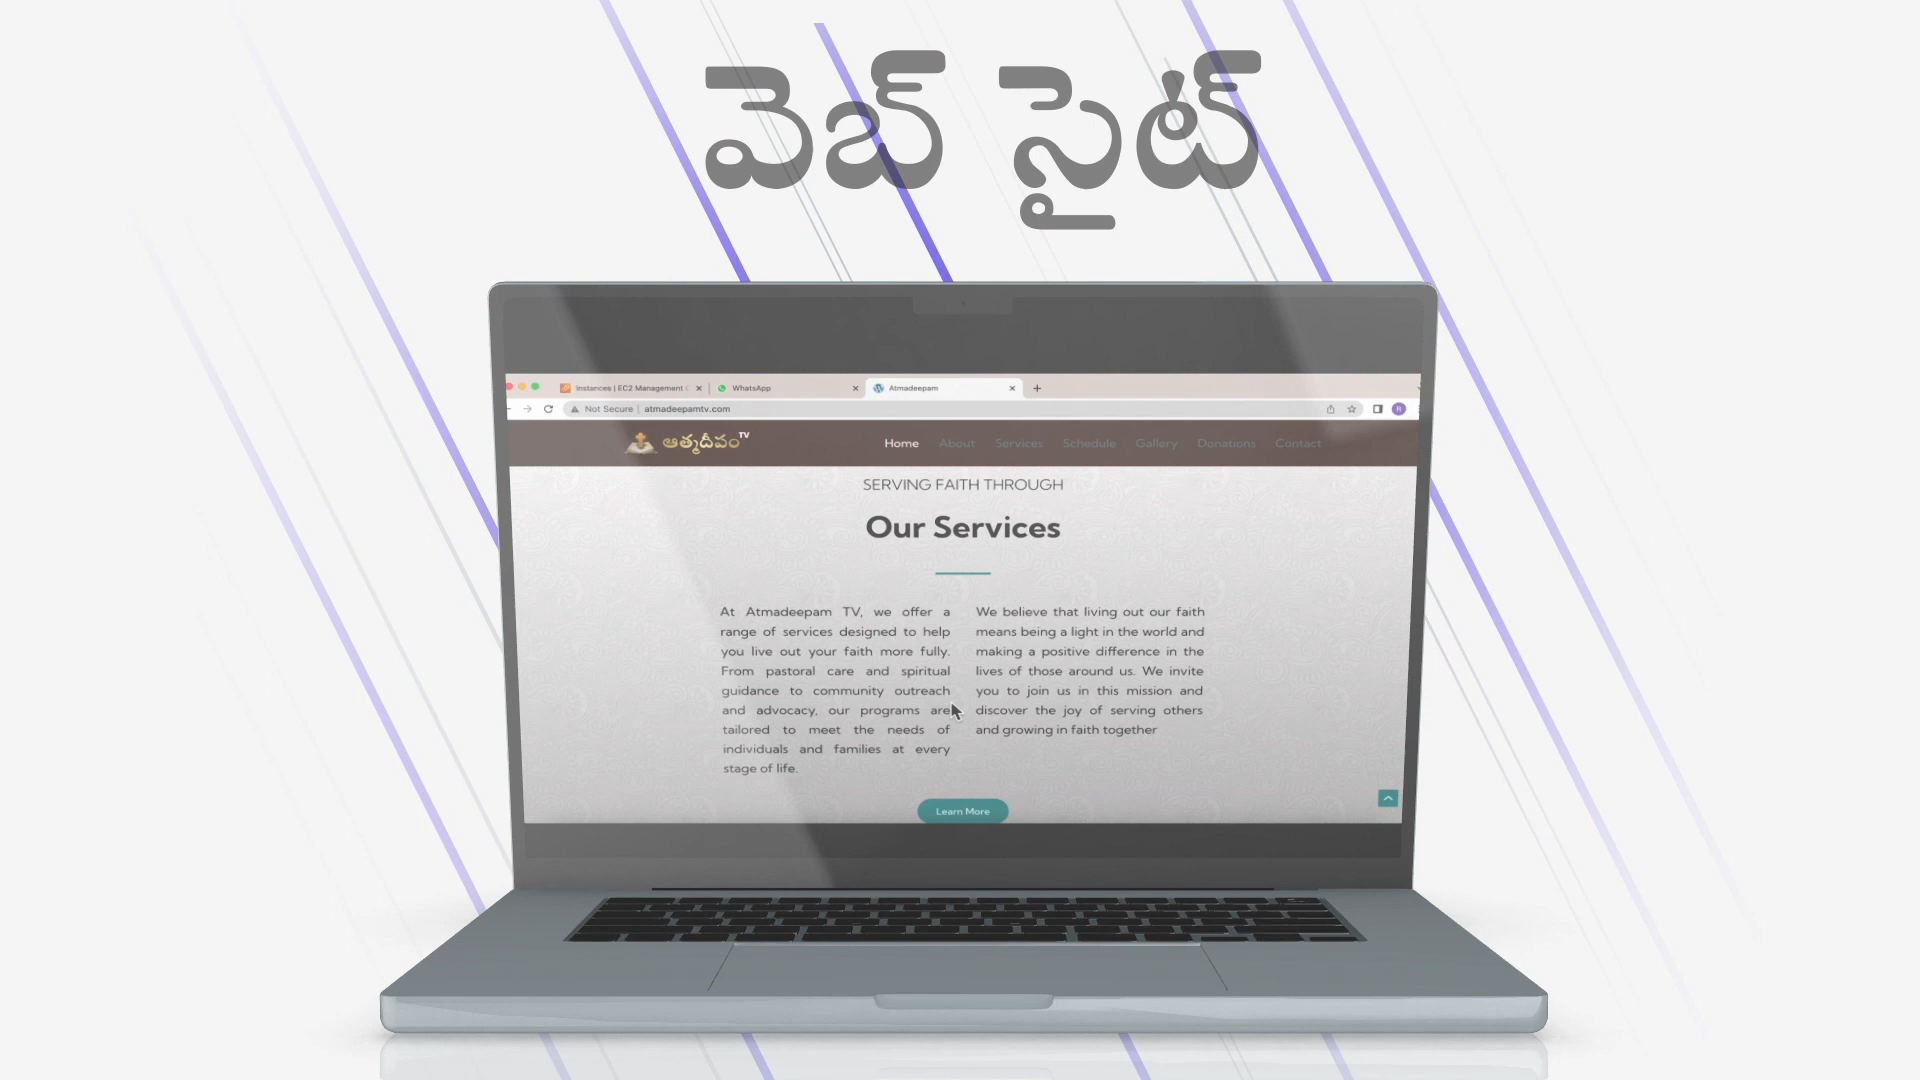 వెబ్ సైట్
Instances | EC2 Management C
WhatsApp
Atmadeepam
Not Secure | atmadeepamtv.com
R
ఆత్మదీపం TV
Home About Services Schedule Gallery Donations Contact
SERVING FAITH THROUGH
Our Services
At Atmadeepam TV, we offer a
range of services designed to help
you live out your faith more fully.
From pastoral care and spiritual
guidance to community outreach
and advocacy, our programs are
tailored to meet the needs of
individuals and families at every
stage of life.
We believe that living out our faith
means being a light in the world and
making a positive difference in the
lives of those around us. We invite
you to join us in this mission and
discover the joy of serving others
and growing in faith together
Learn More